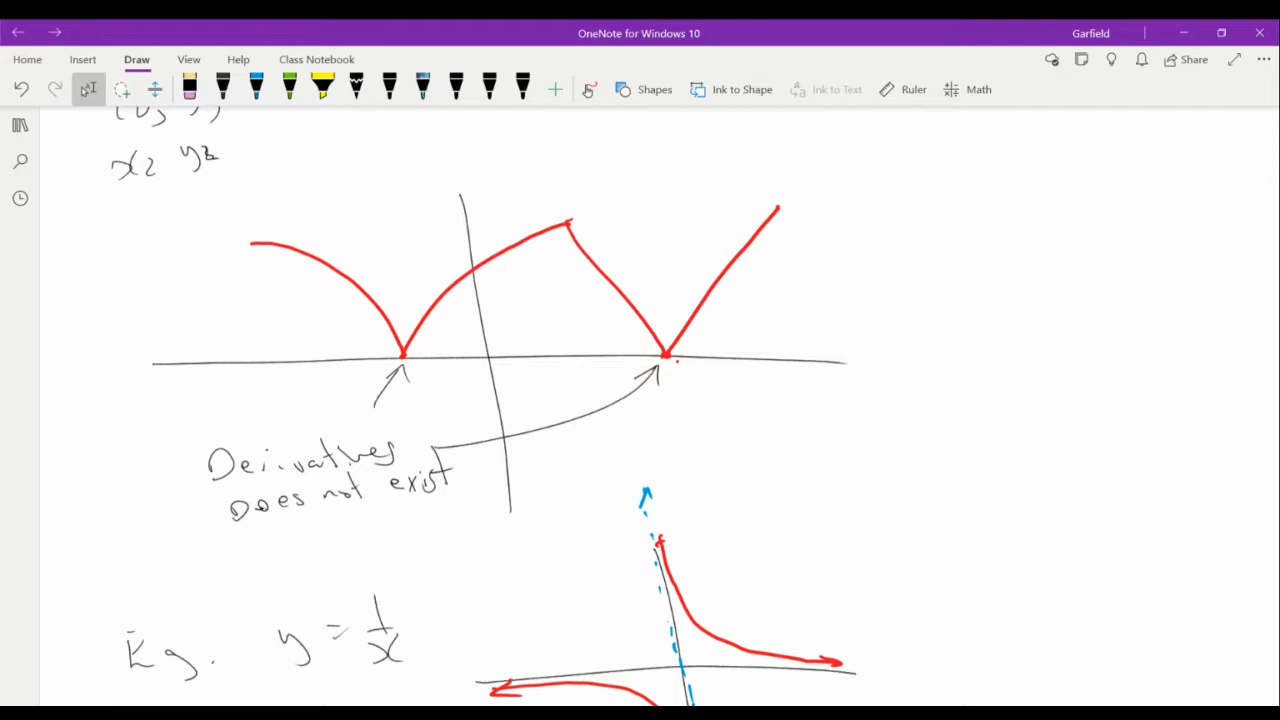 OneNote for Windows 10
Garfield
Home Insert Draw View Help Class Notebook
Share
Shapes Ink to Shape Ink to Text Ruler Math
x2 y2
Derivatives
Does not exist
Eg. y = 1/x